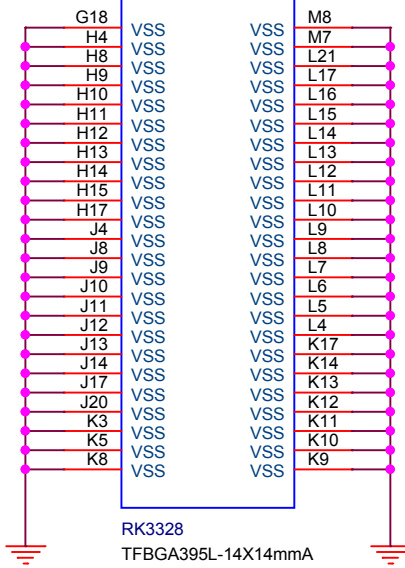 G18 VSS VSS M8
H4 VSS VSS M7
H8 VSS VSS L21
H9 VSS VSS L17
H10 VSS VSS L16
H11 VSS VSS L15
H12 VSS VSS L14
H13 VSS VSS L13
H14 VSS VSS L12
H15 VSS VSS L11
H17 VSS VSS L10
J4 VSS VSS L9
J8 VSS VSS L8
J9 VSS VSS L7
J10 VSS VSS L6
J11 VSS VSS L5
J12 VSS VSS L4
J13 VSS VSS K17
J14 VSS VSS K14
J17 VSS VSS K13
J20 VSS VSS K12
K3 VSS VSS K11
K5 VSS VSS K10
K8 VSS VSS K9
RK3328
TFBGA395L-14X14mmA